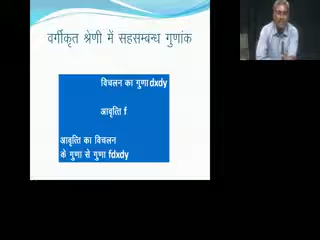 वर्गीकृत श्रेणी में सहसम्बन्ध गुणांक
विचलन का गुणा dxdy
आवृत्ति f
आवृत्ति का विचलन
के गुणा से गुणा fdxdy